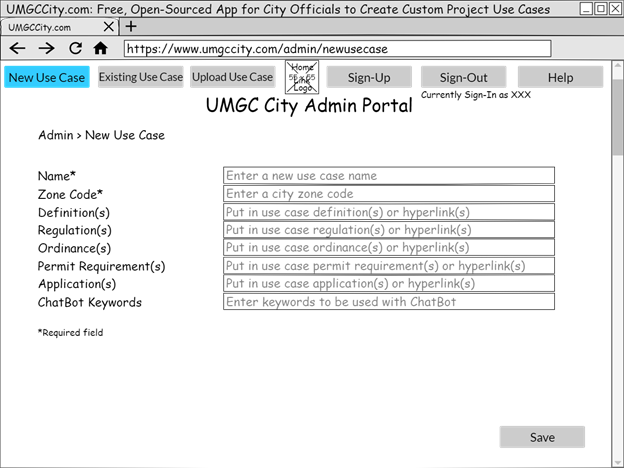 UMGCCity.com: Free, Open-Sourced App for City Officials to Create Custom Project Use Cases
UMGCCity.com
https://www.umgccity.com/admin/newusecase
New Use Case Existing Use Case Upload Use Case Home Link Logo Sign-Up Sign-Out Help
Currently Sign-In as XXX
UMGC City Admin Portal
Admin > New Use Case
Name* Enter a new use case name
Zone Code* Enter a city zone code
Definition(s) Put in use case definition(s) or hyperlink(s)
Regulation(s) Put in use case regulation(s) or hyperlink(s)
Ordinance(s) Put in use case ordinance(s) or hyperlink(s)
Permit Requirement(s) Put in use case permit requirement(s) or hyperlink(s)
Application(s) Put in use case application(s) or hyperlink(s)
ChatBot Keywords Enter keywords to be used with ChatBot
*Required field
Save